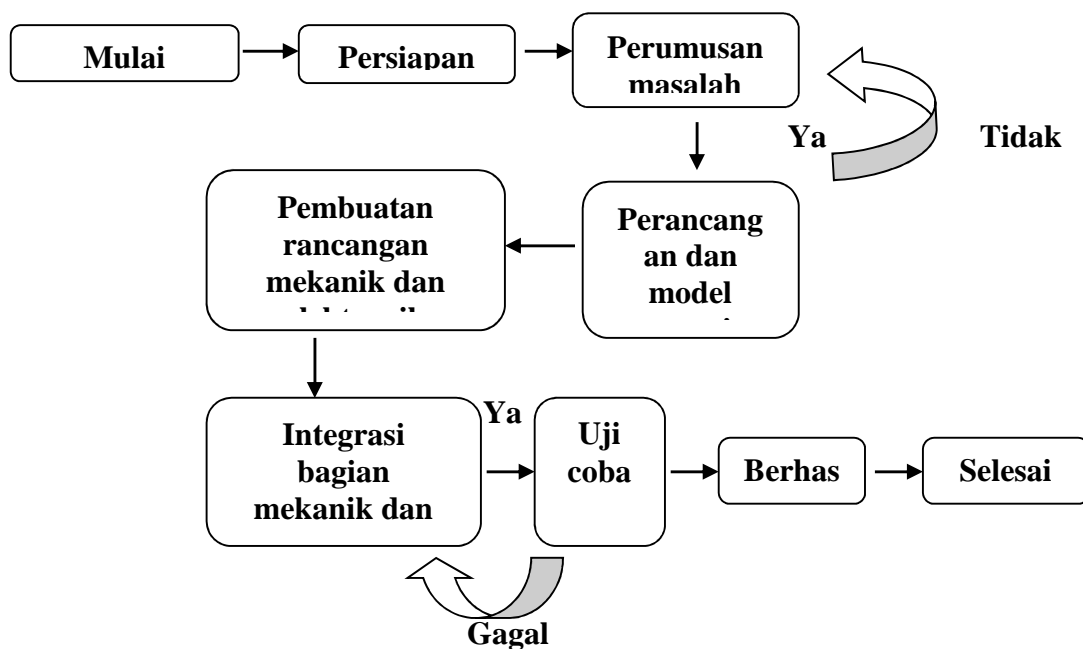 Mulai
Persiapan
Perumusan
masalah
Ya
Tidak
Perancang
an dan
model
Pembuatan
rancangan
mekanik dan
Integrasi
bagian
mekanik dan
Ya
Uji
coba
Berhas
Selesai
Gagal